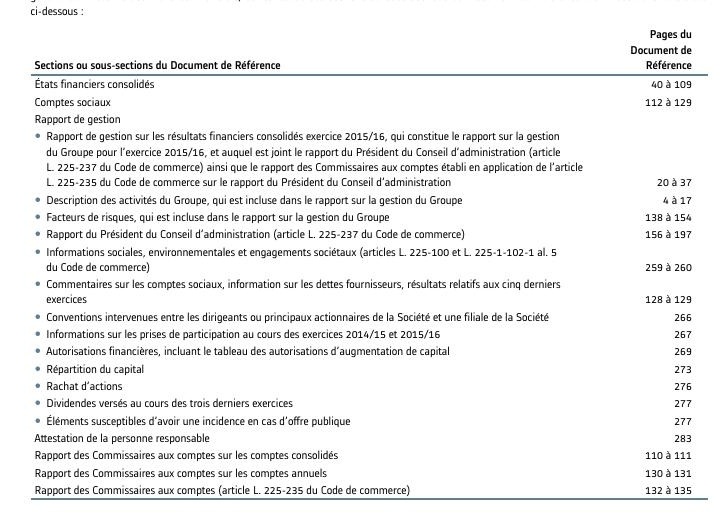 ci-dessous :
Pages du
Document de
Sections ou sous-sections du Document de Référence Référence
États financiers consolidés 40 à 109
Comptes sociaux 112 à 129
Rapport de gestion
• Rapport de gestion sur les résultats financiers consolidés exercice 2015/16, qui constitue le rapport sur la gestion
du Groupe pour l'exercice 2015/16, et auquel est joint le rapport du Président du Conseil d'administration (article
L. 225-237 du Code de commerce) ainsi que le rapport des Commissaires aux comptes établi en application de l'article
L. 225-235 du Code de commerce sur le rapport du Président du Conseil d'administration 20 à 37
• Description des activités du Groupe, qui est incluse dans le rapport sur la gestion du Groupe 4 à 17
• Facteurs de risques, qui est incluse dans le rapport sur la gestion du Groupe 138 à 154
• Rapport du Président du Conseil d'administration (article L. 225-237 du Code de commerce) 156 à 197
• Informations sociales, environnementales et engagements sociétaux (articles L. 225-100 et L. 225-1-102-1 al. 5
du Code de commerce) 259 à 260
• Commentaires sur les comptes sociaux, information sur les dettes fournisseurs, résultats relatifs aux cinq derniers
exercices 128 à 129
• Conventions intervenues entre les dirigeants ou principaux actionnaires de la Société et une filiale de la Société 266
• Informations sur les prises de participation au cours des exercices 2014/15 et 2015/16 267
• Autorisations financières, incluant le tableau des autorisations d'augmentation de capital 269
• Répartition du capital 273
• Rachat d'actions 276
• Dividendes versés au cours des trois derniers exercices 277
• Éléments susceptibles d'avoir une incidence en cas d'offre publique 277
Attestation de la personne responsable 283
Rapport des Commissaires aux comptes sur les comptes consolidés 110 à 111
Rapport des Commissaires aux comptes sur les comptes annuels 130 à 131
Rapport des Commissaires aux comptes (article L. 225-235 du Code de commerce) 132 à 135